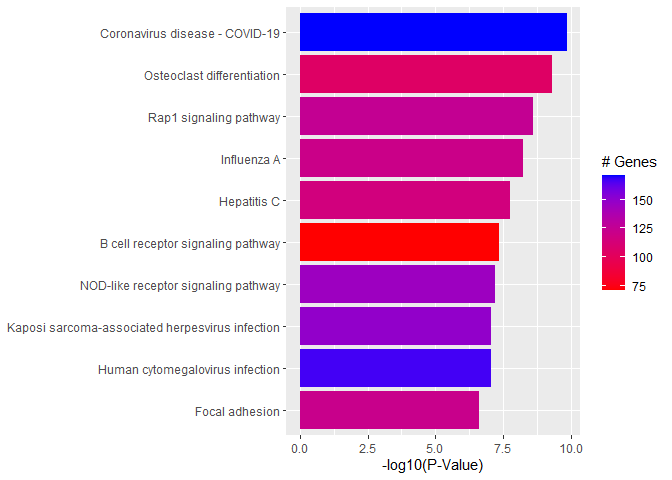 Coronavirus disease - COVID-19
Osteoclast differentiation
Rap1 signaling pathway
Influenza A
Hepatitis C
B cell receptor signaling pathway
NOD-like receptor signaling pathway
Kaposi sarcoma-associated herpesvirus infection
Human cytomegalovirus infection
Focal adhesion
0.0 2.5 5.0 7.5 10.0
-log10(P-Value)
# Genes
150
125
100
75